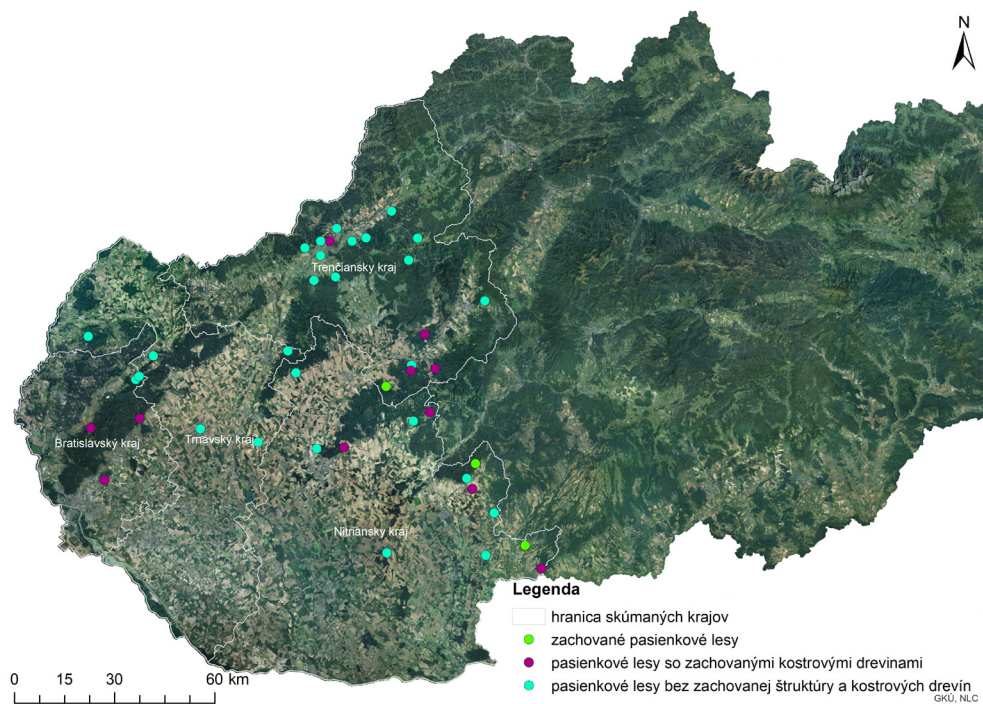 N
Trenčiansky kraj
Bratislavský kraj
Trnavský kraj
Nitriansky kraj
Legenda
hranica skúmaných krajov
zachované pasienkové lesy
pasienkové lesy so zachovanými kostrovými drevinami
pasienkové lesy bez zachovanej štruktúry a kostrových drevín
0 15 30 60 km
GKÚ, NLC